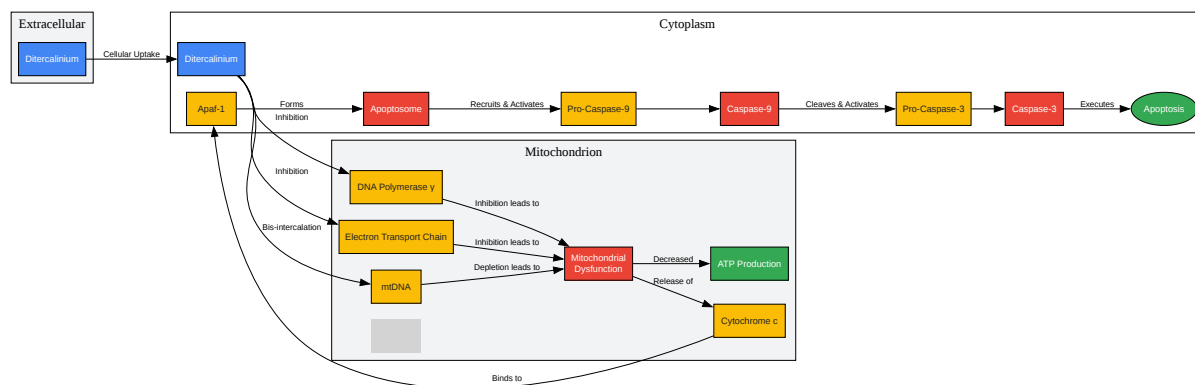 Extracellular
Cytoplasm
Ditercalinium
Cellular Uptake
Ditercalinium
Apaf-1
Forms
Apoptosome
Recruits & Activates
Pro-Caspase-9
Caspase-9
Cleaves & Activates
Pro-Caspase-3
Caspase-3
Executes
Apoptosis
Inhibition
Mitochondrion
Inhibition
DNA Polymerase γ
Inhibition leads to
Bis-intercalation
Electron Transport Chain
Inhibition leads to
Mitochondrial
Dysfunction
Decreased
ATP Production
Depletion leads to
mtDNA
Release of
Cytochrome c
Binds to